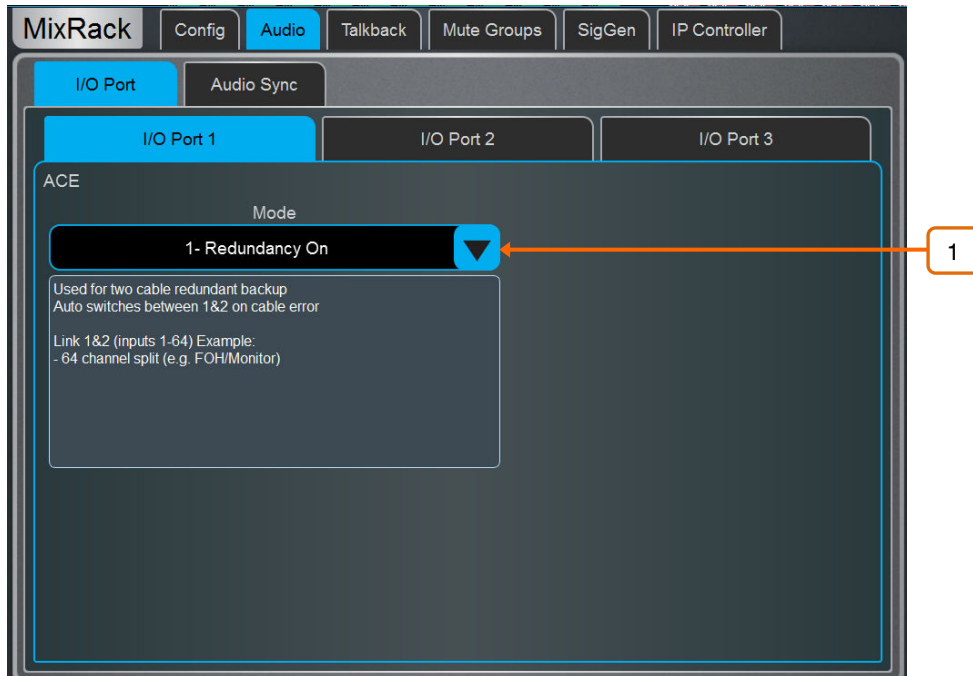 MixRack
Config
Audio
Talkback
Mute Groups
SigGen
IP Controller
I/O Port
Audio Sync
I/O Port 1
I/O Port 2
I/O Port 3
ACE
Mode
1- Redundancy On
1
Used for two cable redundant backup
Auto switches between 1&2 on cable error
Link 1&2 (inputs 1-64) Example:
- 64 channel split (e.g. FOH/Monitor)